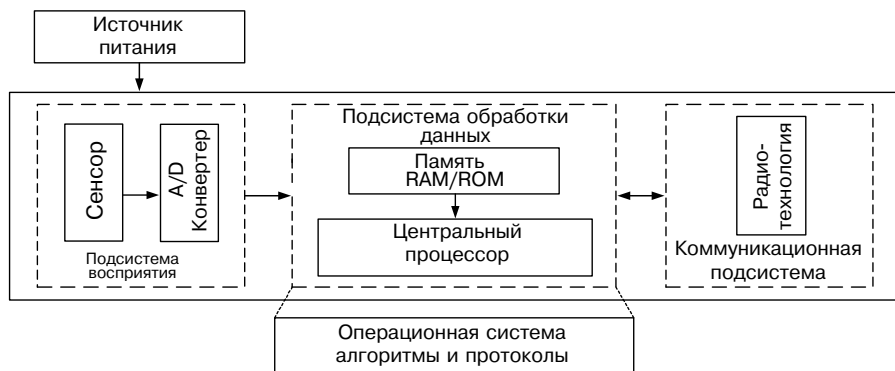 Источник
питания
Сенсор
A/D
Конвертер
Подсистема
восприятия
Подсистема обработки
данных
Память
RAM/ROM
Центральный
процессор
Радио-
технология
Коммуникационная
подсистема
Операционная система
алгоритмы и протоколы